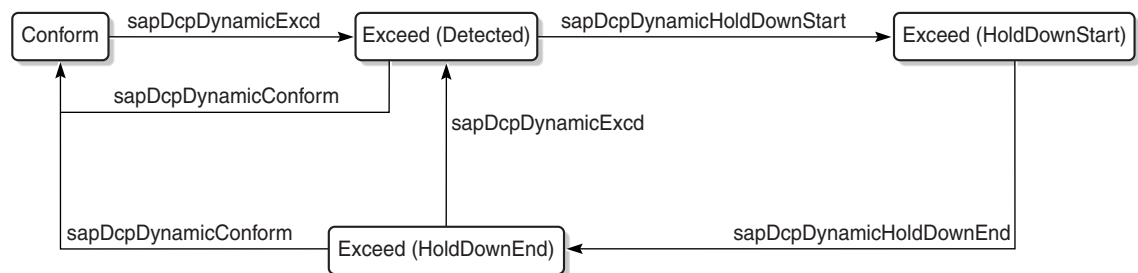 sapDcpDynamicExcd
sapDcpDynamicHoldDownStart
Conform
Exceed (Detected)
Exceed (HoldDownStart)
sapDcpDynamicConform
sapDcpDynamicExcd
sapDcpDynamicConform
sapDcpDynamicHoldDownEnd
Exceed (HoldDownEnd)